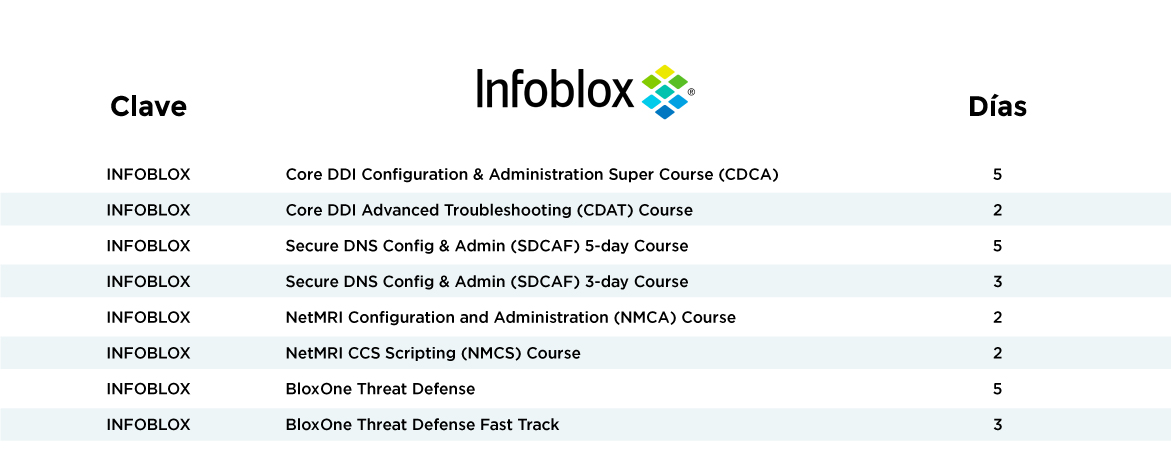 Clave Infoblox® Días
INFOBLOX Core DDI Configuration & Administration Super Course (CDCA) 5
INFOBLOX Core DDI Advanced Troubleshooting (CDAT) Course 2
INFOBLOX Secure DNS Config & Admin (SDCAF) 5-day Course 5
INFOBLOX Secure DNS Config & Admin (SDCAF) 3-day Course 3
INFOBLOX NetMRI Configuration and Administration (NMCA) Course 2
INFOBLOX NetMRI CCS Scripting (NMCS) Course 2
INFOBLOX BloxOne Threat Defense 5
INFOBLOX BloxOne Threat Defense Fast Track 3